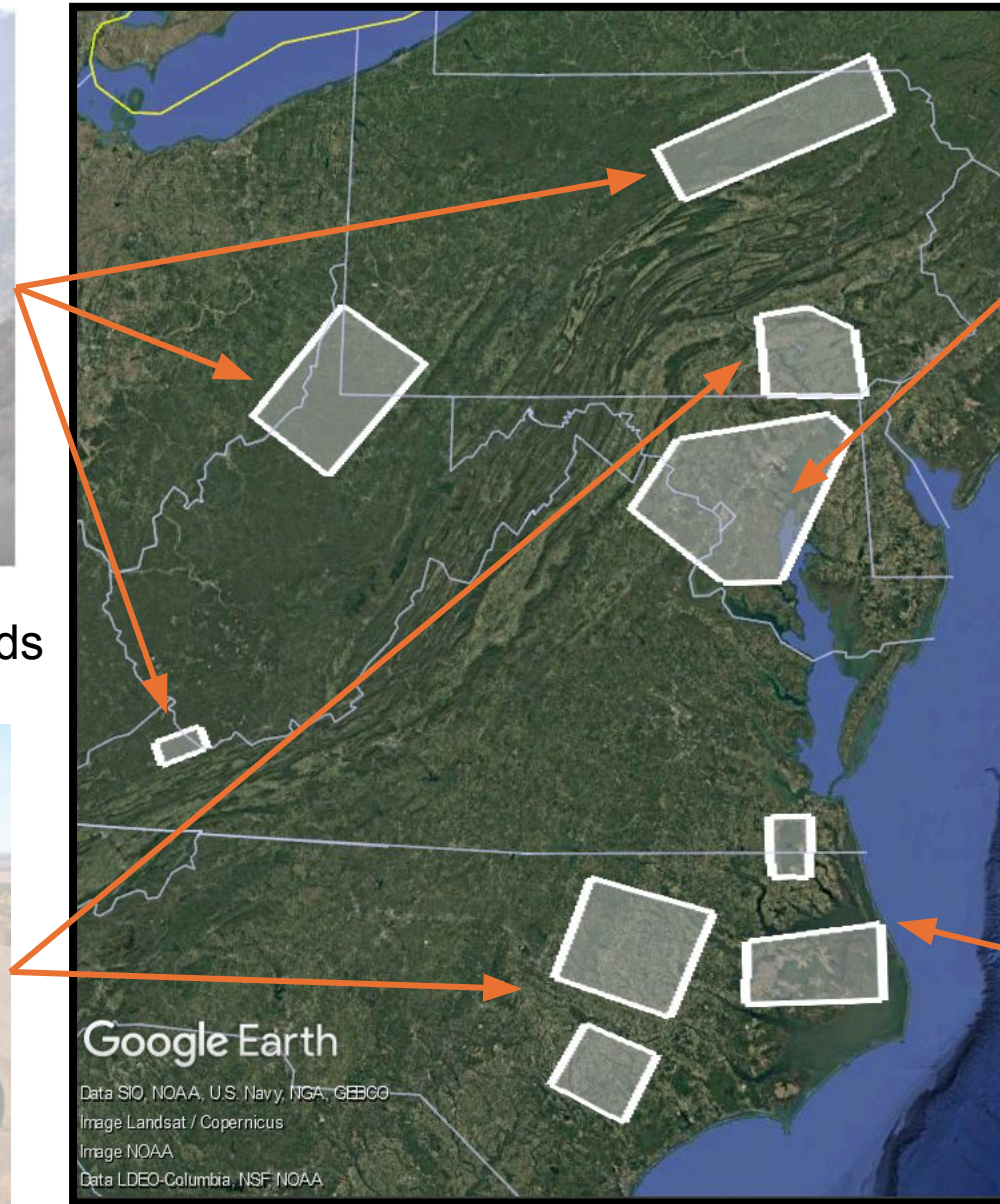 ds
Google Earth
Data SIO, NOAA, U.S. Navy, NGA, GEBCO
Image Landsat / Copernicus
Image NOAA
Data LDEO-Columbia, NSF, NOAA